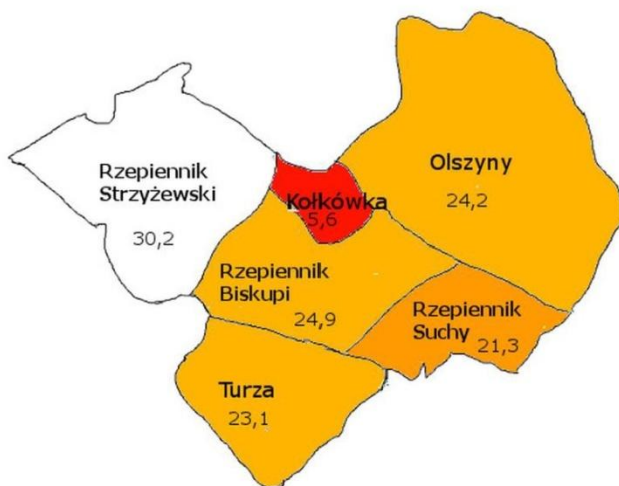 Olszyny
24,2
Rzepiennik
Strzyżewski
30,2
Kołkówka
5,6
Rzepiennik
Biskupi
24,9
Rzepiennik
Suchy
21,3
Turza
23,1